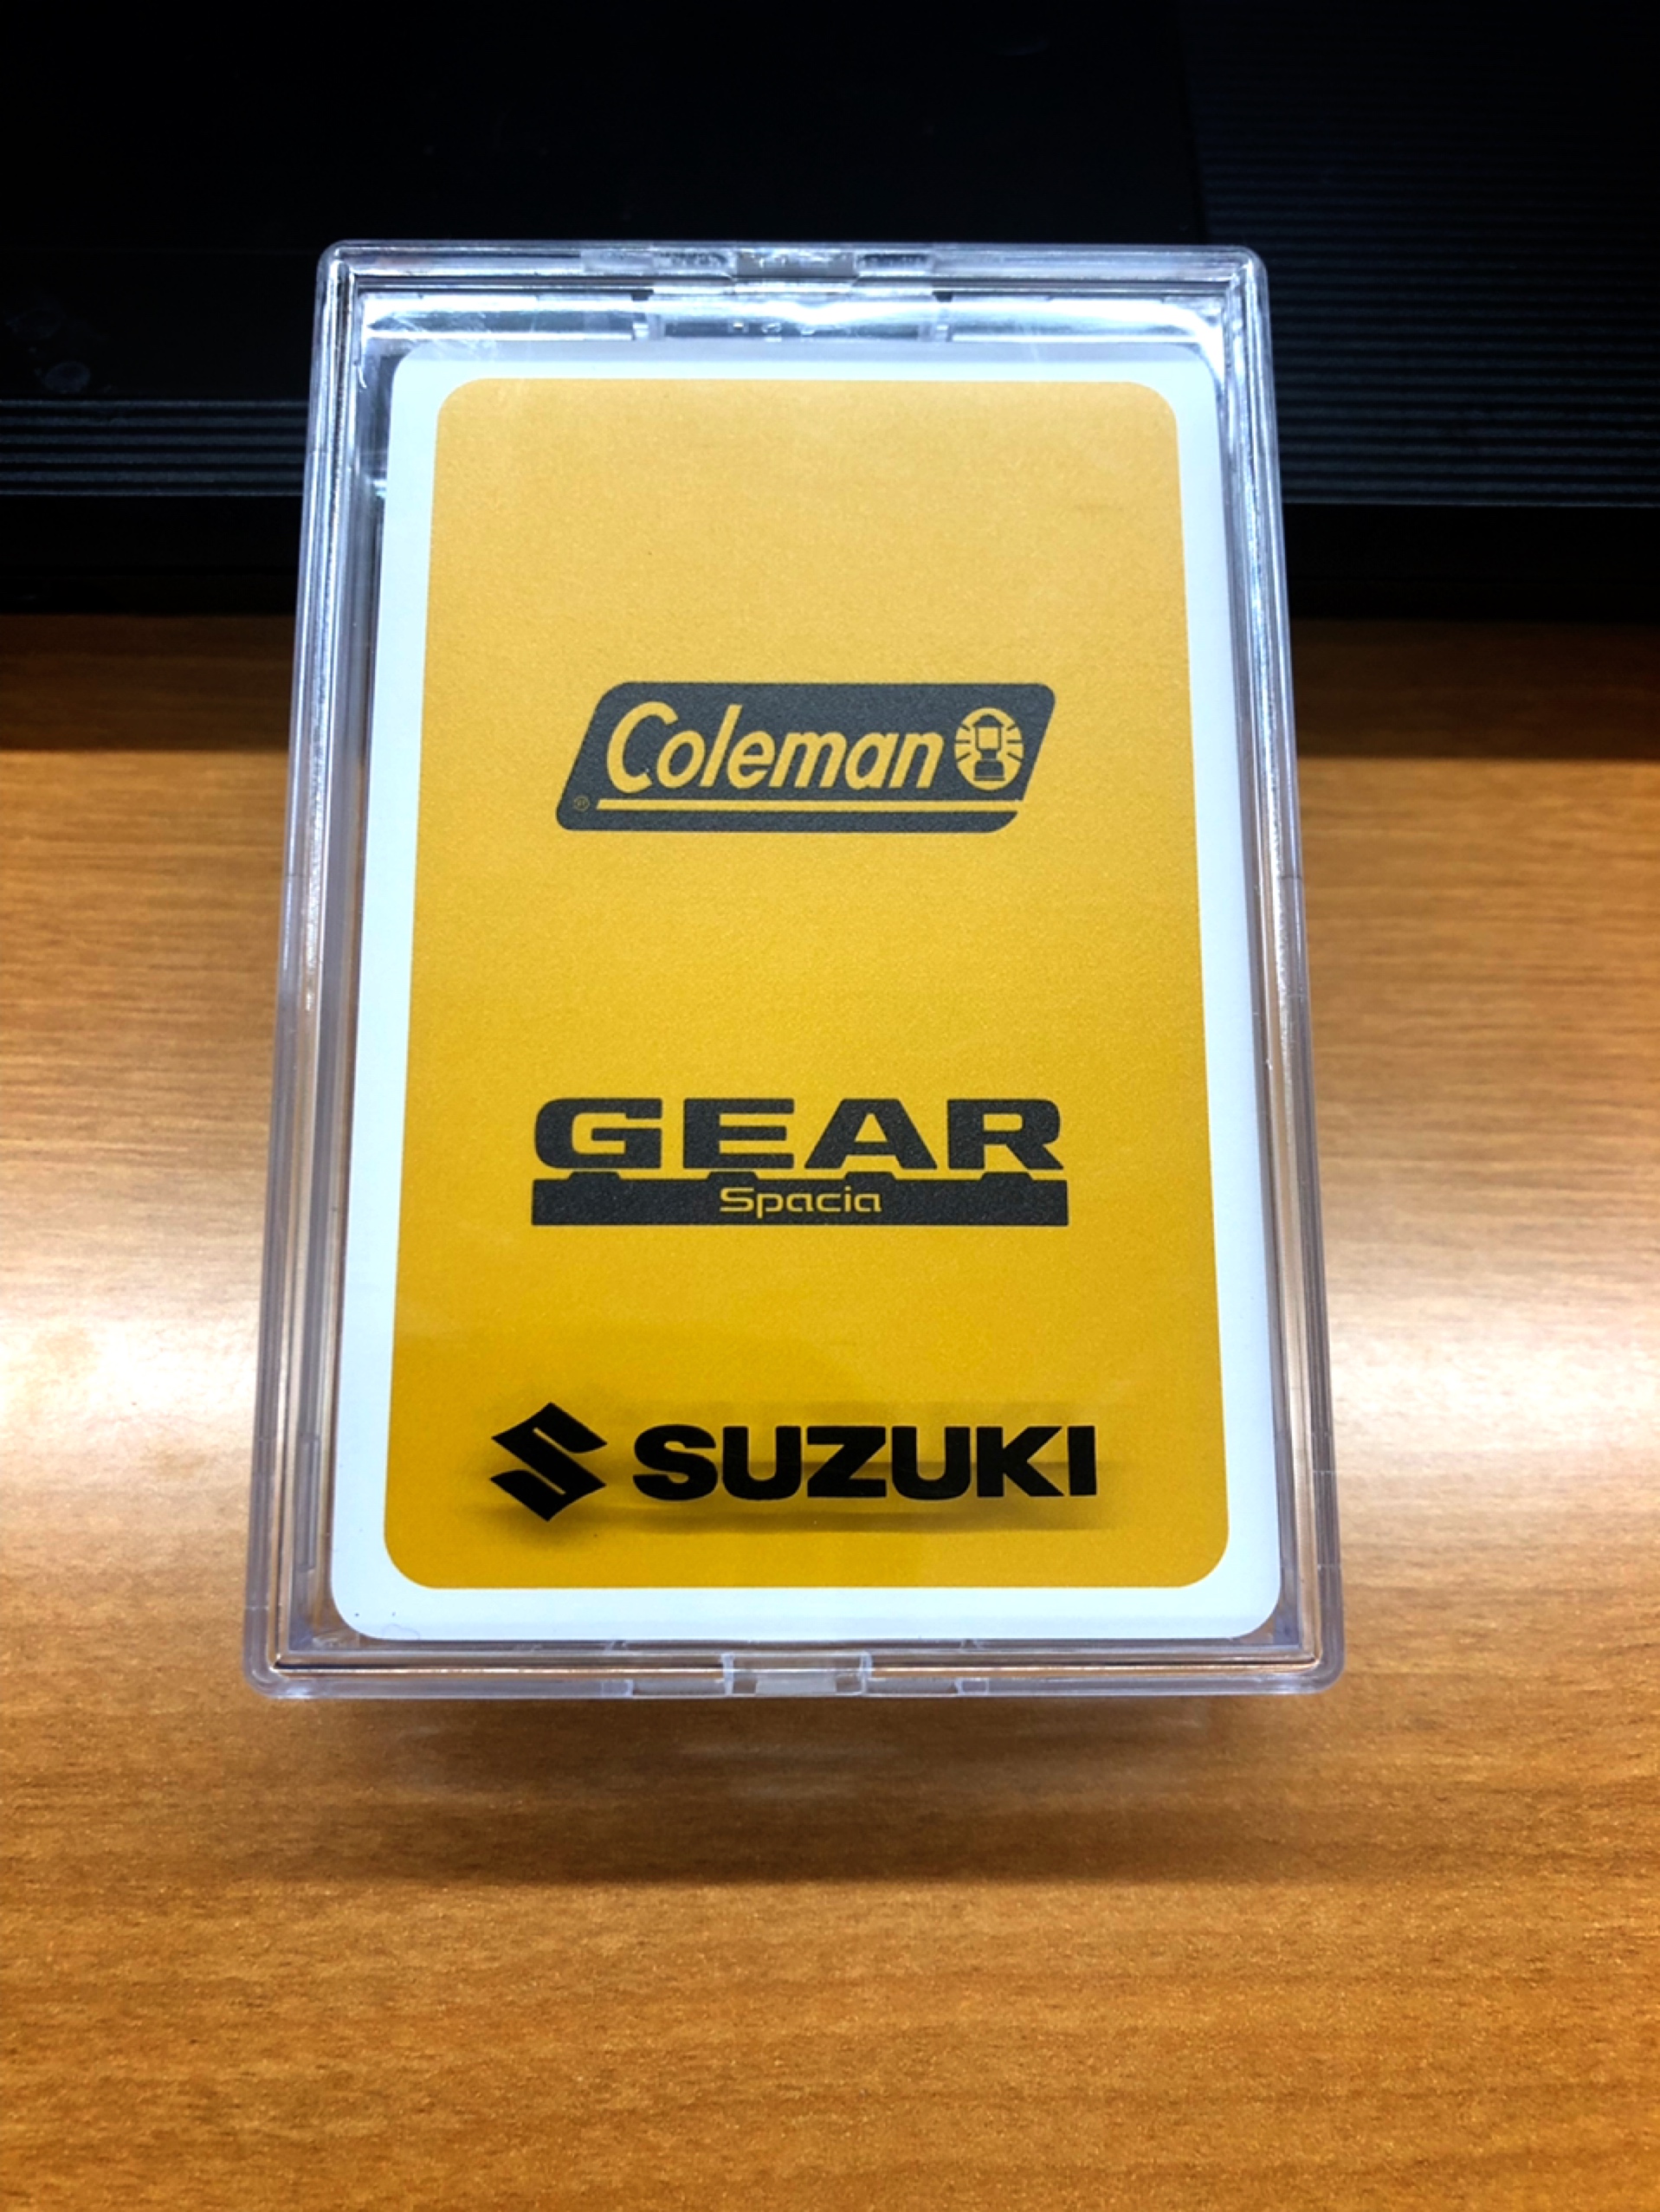 Coleman
®
GEAR
Spacia
SUZUKI